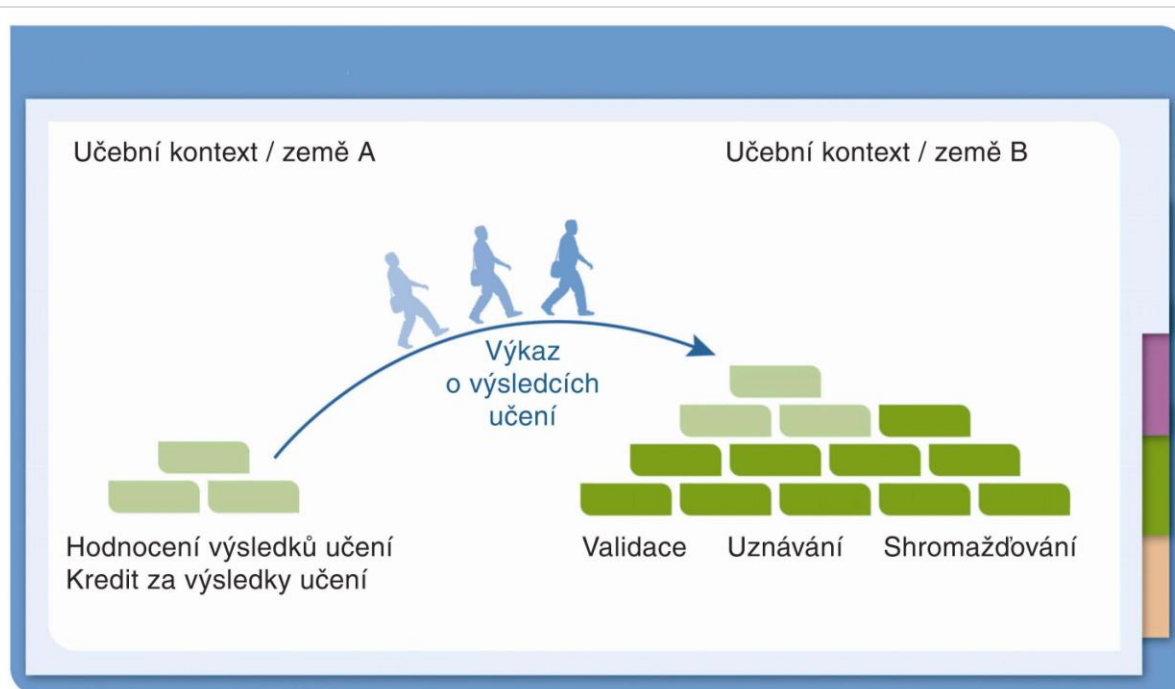 Učební kontext / země A
Učební kontext / země B
Výkaz
o výsledcích
učení
Hodnocení výsledků učení
Kredit za výsledky učení
Validace Uznávání Shromažďování